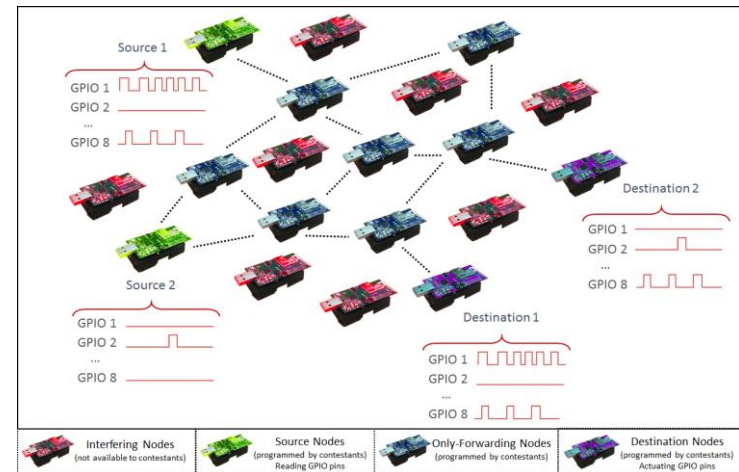 Source 1
GPIO 1
GPIO 2
...
GPIO 8
Destination 2
GPIO 1
GPIO 2
...
GPIO 8
Source 2
GPIO 1
GPIO 2
...
GPIO 8
Destination 1
GPIO 1
GPIO 2
...
GPIO 8
Interfering Nodes
(not available to contestants)
Source Nodes
(programmed by contestants)
Reading GPIO pins
Only-Forwarding Nodes
(programmed by contestants)
Destination Nodes
(programmed by contestants)
Actuating GPIO pins